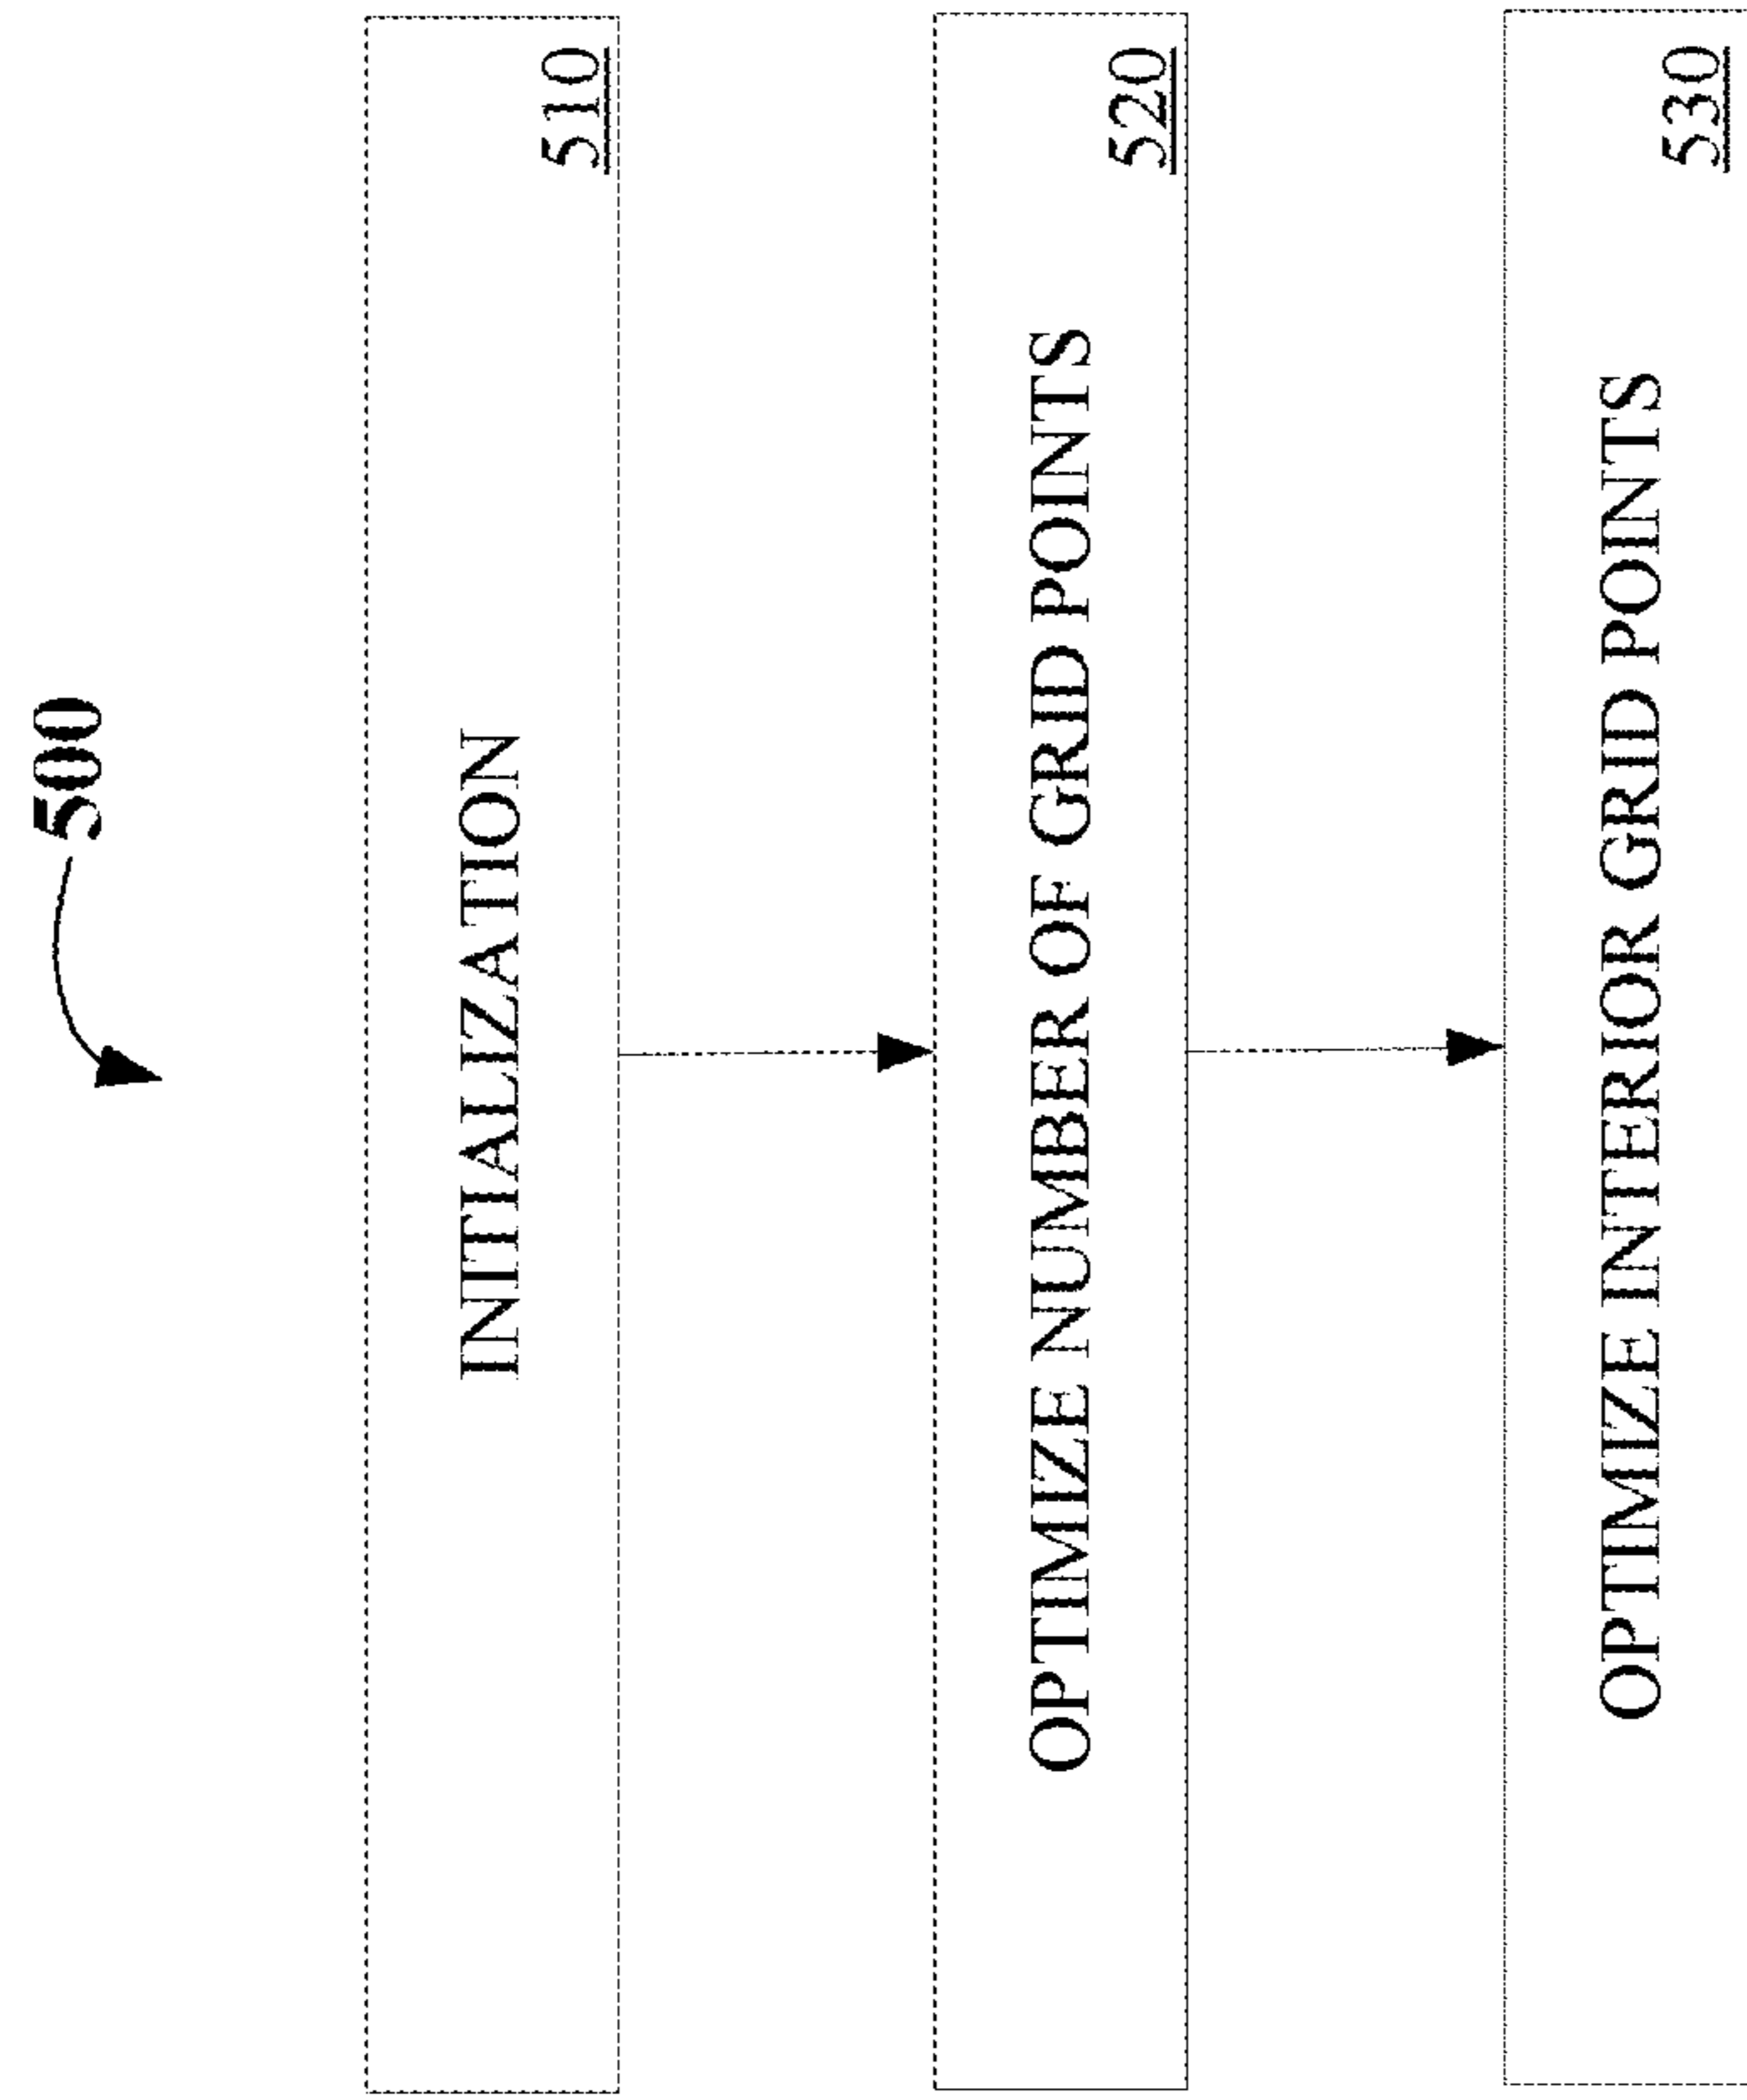 500
INITIALIZATION
510
OPTIMIZE NUMBER OF GRID POINTS
520
OPTIMIZE INTERIOR GRID POINTS
530